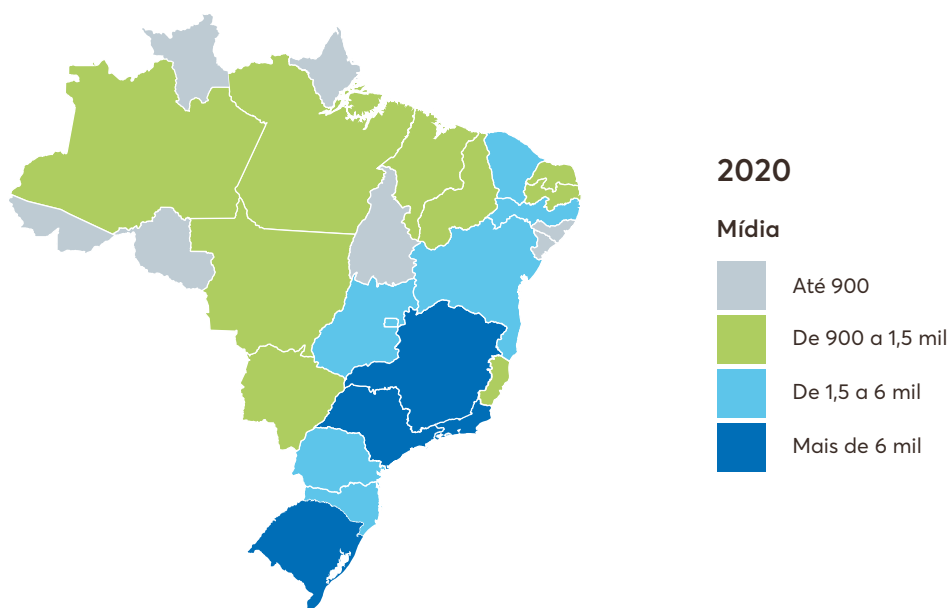 2020
Mídia
Até 900
De 900 a 1,5 mil
De 1,5 a 6 mil
Mais de 6 mil